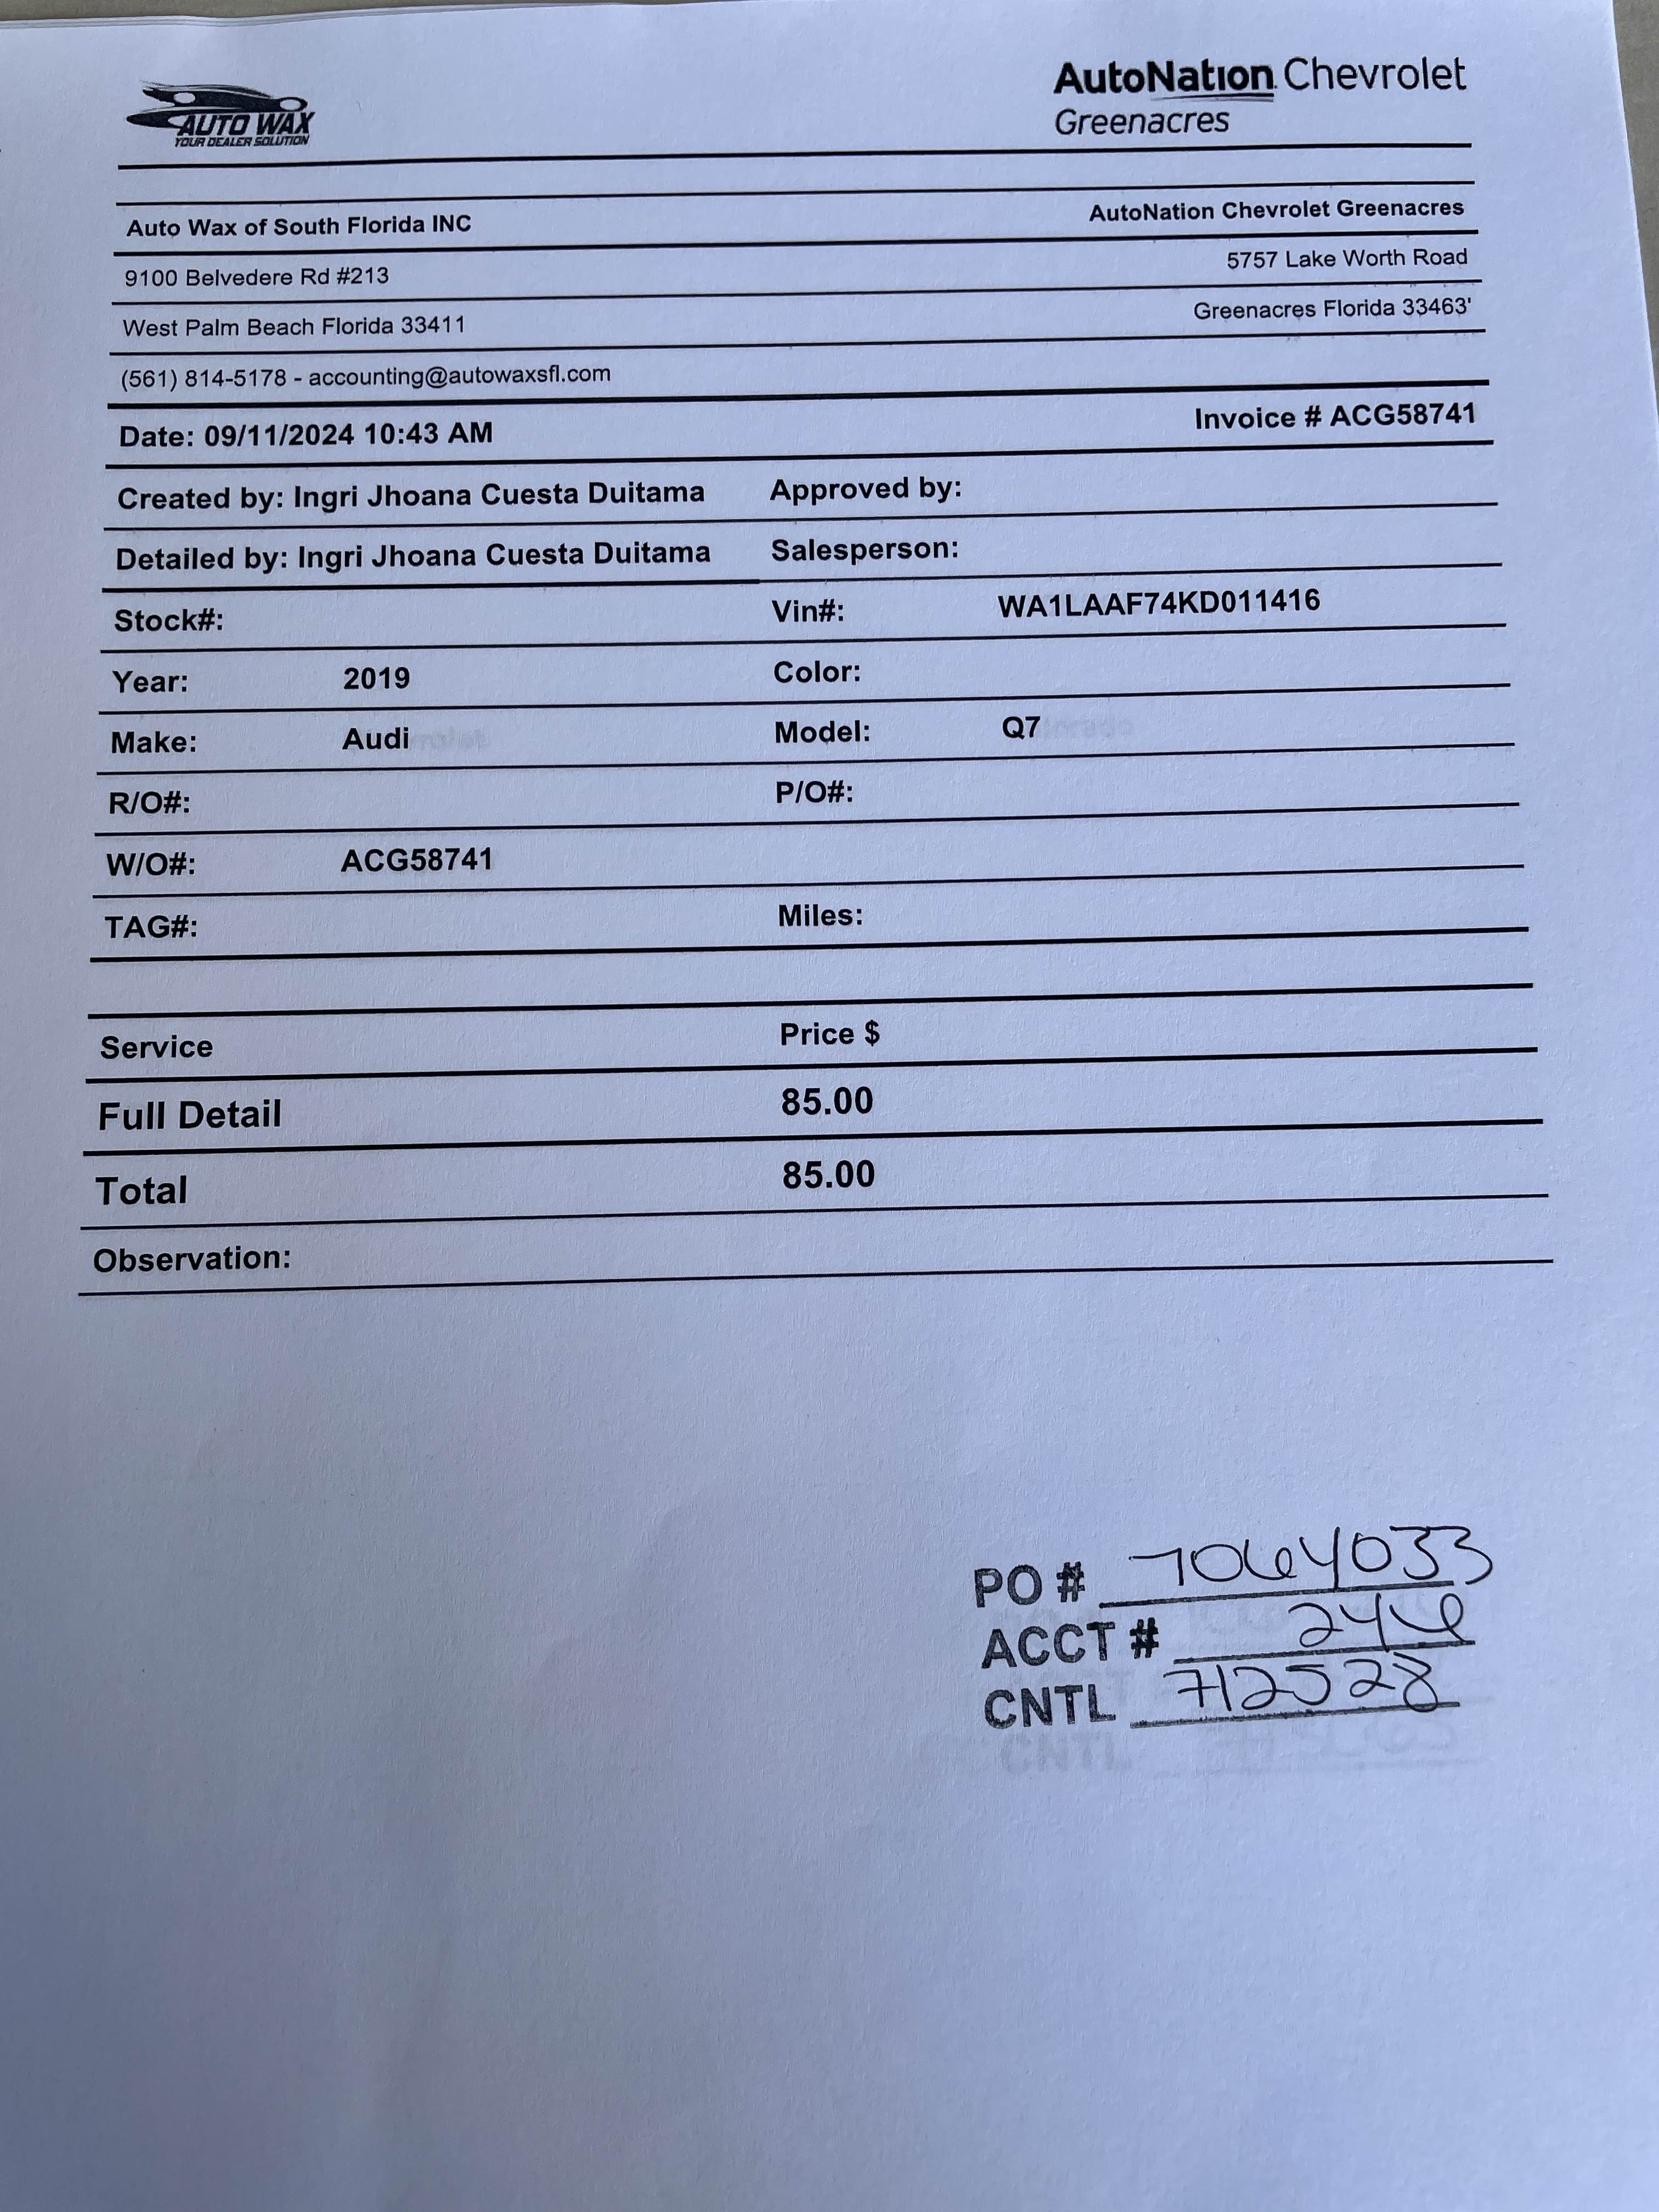 AUTO WAX
YOUR DEALER SOLUTION
AutoNation Chevrolet
Greenacres
Auto Wax of South Florida INC AutoNation Chevrolet Greenacres
9100 Belvedere Rd #213 5757 Lake Worth Road
West Palm Beach Florida 33411 Greenacres Florida 33463'
(561) 814-5178 - accounting@autowaxsfl.com
Date: 09/11/2024 10:43 AM Invoice # ACG58741
Created by: Ingri Jhoana Cuesta Duitama Approved by:
Detailed by: Ingri Jhoana Cuesta Duitama Salesperson:
Stock#: Vin#: WA1LAAF74KD011416
Year: 2019 Color:
Make: Audi Model: Q7
R/O#: P/O#:
W/O#: ACG58741
TAG#: Miles:
Service Price $
Full Detail 85.00
Total 85.00
Observation:
PO # 7064033
ACCT # 246
CNTL 712528